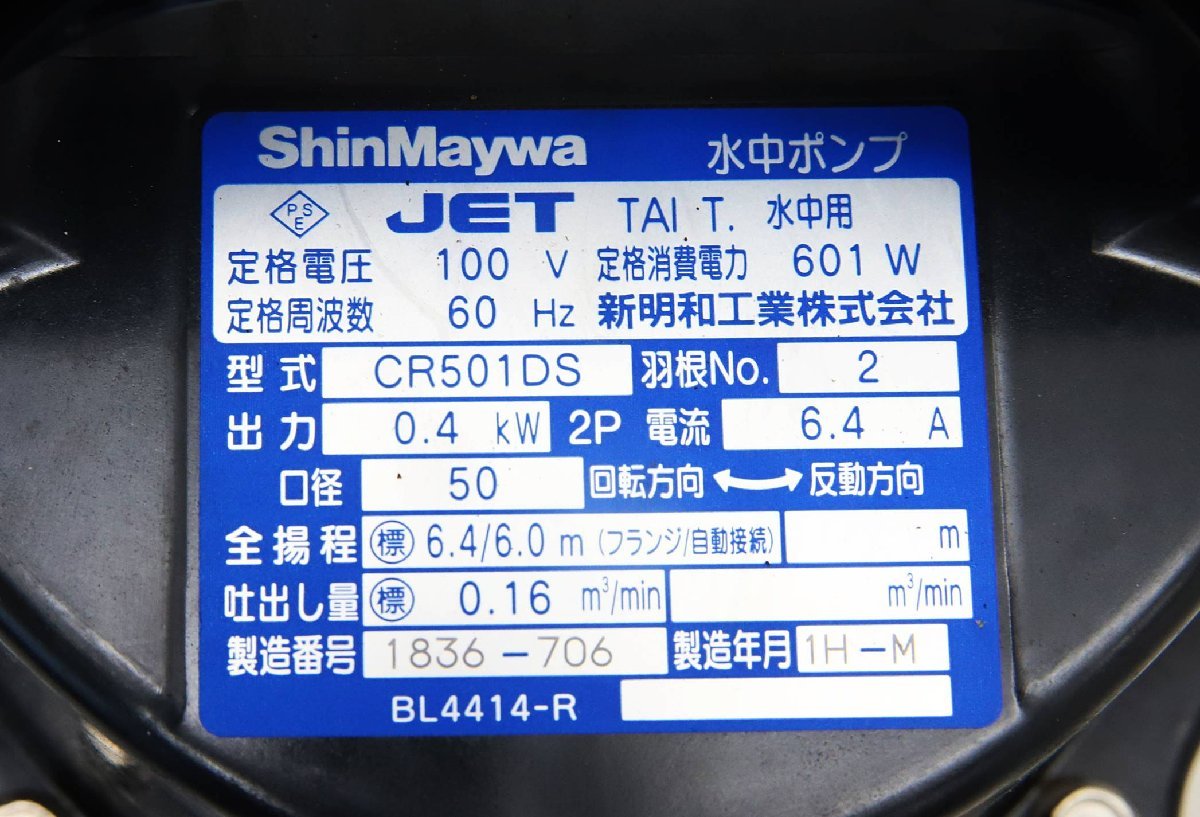 ShinMaywa 水中ポンプ
PSE JET TAI T. 水中用
定格電圧 100 V 定格消費電力 601 W
定格周波数 60 Hz 新明和工業株式会社
型式 CR501DS 羽根No. 2
出力 0.4 kW 2P 電流 6.4 A
口径 50 回転方向 反動方向
全揚程 標 6.4/6.0 m (フランジ/自動接続) m
吐出し量 標 0.16 m³/min m³/min
製造番号 1836-706 製造年月 1H-M
BL4414-R